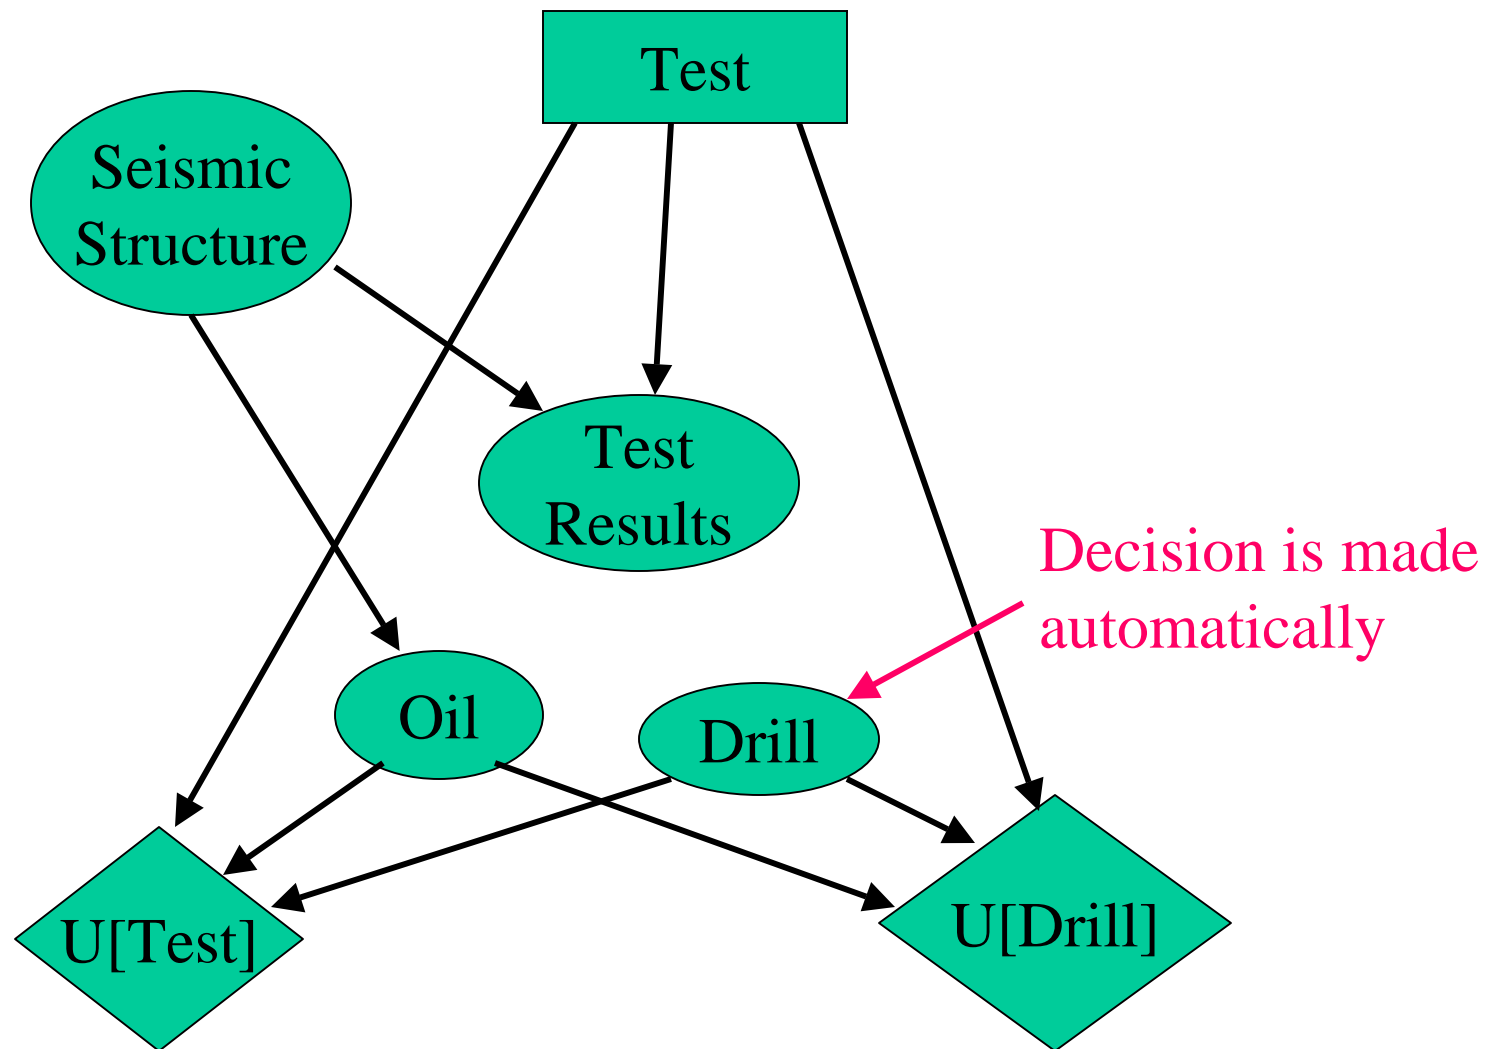 Test
Seismic
Structure
Test
Results
Decision is made
automatically
Oil
Drill
U[Test]
U[Drill]